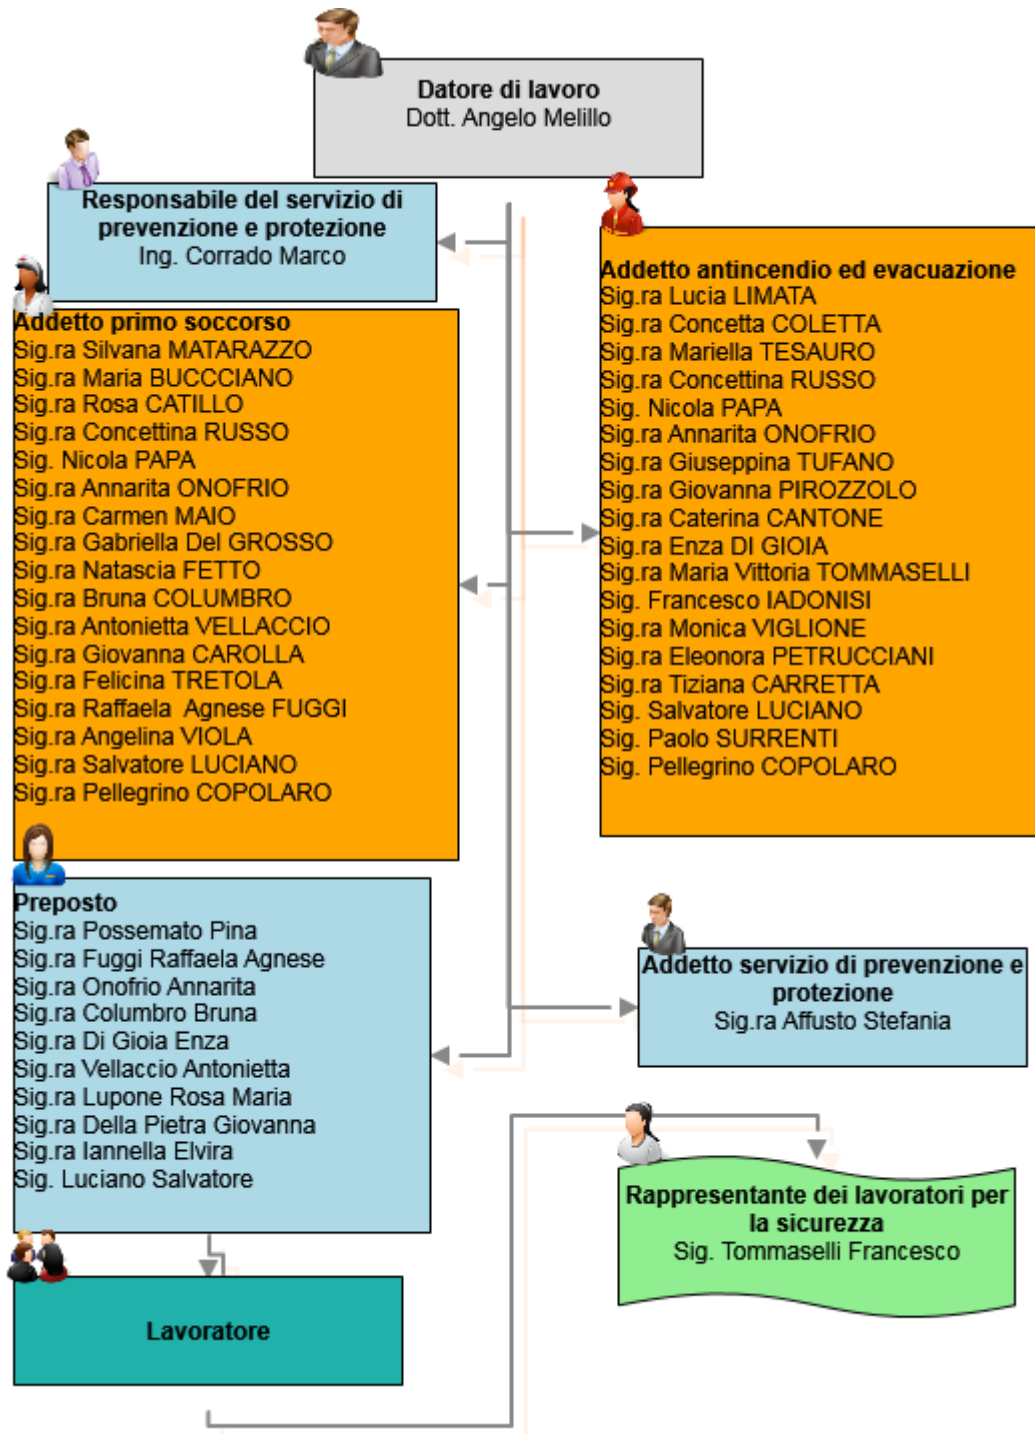 Datore di lavoro
Dott. Angelo Melillo
Responsabile del servizio di
prevenzione e protezione
Ing. Corrado Marco
Addetto primo soccorso
Sig.ra Silvana MATARAZZO
Sig.ra Maria BUCCCIANO
Sig.ra Rosa CATILLO
Sig.ra Concettina RUSSO
Sig. Nicola PAPA
Sig.ra Annarita ONOFRIO
Sig.ra Carmen MAIO
Sig.ra Gabriella Del GROSSO
Sig.ra Natascia FETTO
Sig.ra Bruna COLUMBRO
Sig.ra Antonietta VELLACCIO
Sig.ra Giovanna CAROLLA
Sig.ra Felicina TRETOLA
Sig.ra Raffaela  Agnese FUGGI
Sig.ra Angelina VIOLA
Sig.ra Salvatore LUCIANO
Sig.ra Pellegrino COPOLARO
Addetto antincendio ed evacuazione
Sig.ra Lucia LIMATA
Sig.ra Concetta COLETTA
Sig.ra Mariella TESAURO
Sig.ra Concettina RUSSO
Sig. Nicola PAPA
Sig.ra Annarita ONOFRIO
Sig.ra Giuseppina TUFANO
Sig.ra Giovanna PIROZZOLO
Sig.ra Caterina CANTONE
Sig.ra Enza DI GIOIA
Sig.ra Maria Vittoria TOMMASELLI
Sig. Francesco IADONISI
Sig.ra Monica VIGLIONE
Sig.ra Eleonora PETRUCCIANI
Sig.ra Tiziana CARRETTA
Sig. Salvatore LUCIANO
Sig. Paolo SURRENTI
Sig. Pellegrino COPOLARO
Preposto
Sig.ra Possemato Pina
Sig.ra Fuggi Raffaela Agnese
Sig.ra Onofrio Annarita
Sig.ra Columbro Bruna
Sig.ra Di Gioia Enza
Sig.ra Vellaccio Antonietta
Sig.ra Lupone Rosa Maria
Sig.ra Della Pietra Giovanna
Sig.ra Iannella Elvira
Sig. Luciano Salvatore
Addetto servizio di prevenzione e
protezione
Sig.ra Affusto Stefania
Rappresentante dei lavoratori per
la sicurezza
Sig. Tommaselli Francesco
Lavoratore